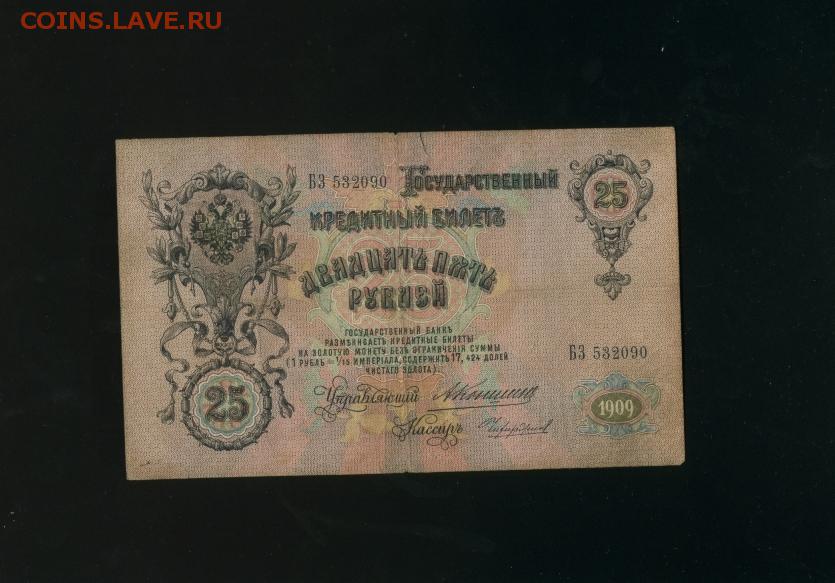 COINS.LAVE.RU
БЗ 532090 Государственный
25
Кредитный Билетъ
Двадцать пять
Рублей
Государственный Банкъ
размѣниваетъ кредитные билеты
на золотую монету безъ ограниченія суммы
(1 рубль = 1/15 имперіала, содержитъ 17, 424 долей
чистаго золота).
БЗ 532090
25
Управляющій АКоншинъ
1909
Кассиръ